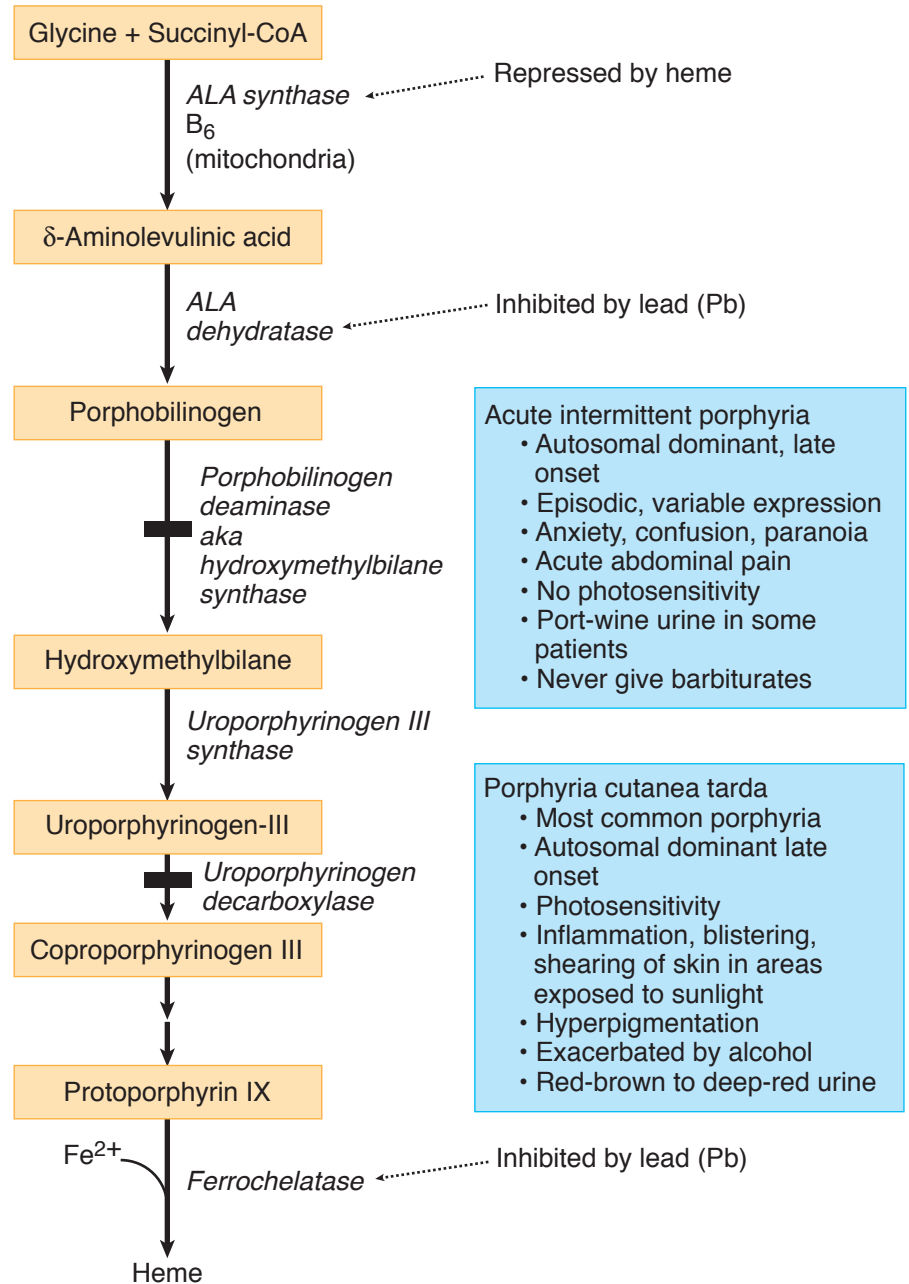 Glycine + Succinyl-CoA
Repressed by heme
ALA synthase
B6
(mitochondria)
δ-Aminolevulinic acid
ALA
dehydratase
Inhibited by lead (Pb)
Porphobilinogen
Porphobilinogen
deaminase
aka
hydroxymethylbilane
synthase
Acute intermittent porphyria
• Autosomal dominant, late
onset
• Episodic, variable expression
• Anxiety, confusion, paranoia
• Acute abdominal pain
• No photosensitivity
• Port-wine urine in some
patients
• Never give barbiturates
Hydroxymethylbilane
Uroporphyrinogen III
synthase
Uroporphyrinogen-III
Uroporphyrinogen
decarboxylase
Coproporphyrinogen III
Porphyria cutanea tarda
• Most common porphyria
• Autosomal dominant late
onset
• Photosensitivity
• Inflammation, blistering,
shearing of skin in areas
exposed to sunlight
• Hyperpigmentation
• Exacerbated by alcohol
• Red-brown to deep-red urine
Protoporphyrin IX
Fe2+
Ferrochelatase
Inhibited by lead (Pb)
Heme